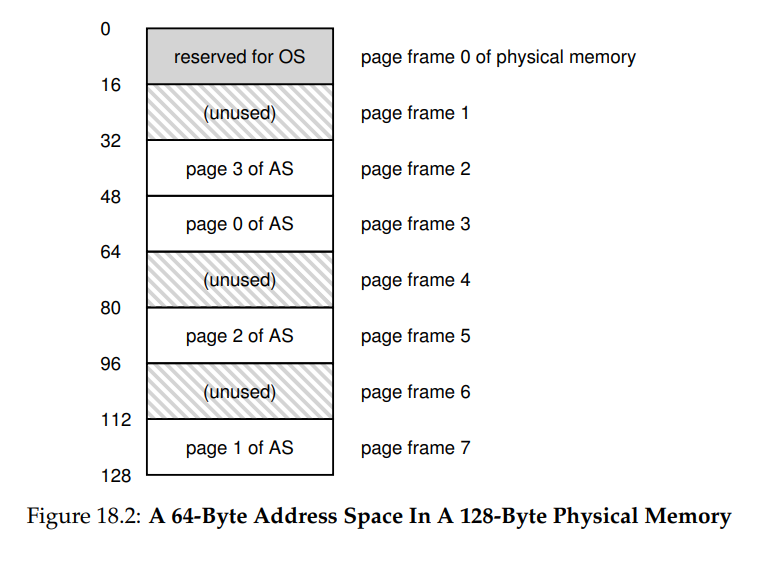 0
reserved for OS page frame 0 of physical memory
16
(unused) page frame 1
32
page 3 of AS page frame 2
48
page 0 of AS page frame 3
64
(unused) page frame 4
80
page 2 of AS page frame 5
96
(unused) page frame 6
112
page 1 of AS page frame 7
128
Figure 18.2: A 64-Byte Address Space In A 128-Byte Physical Memory